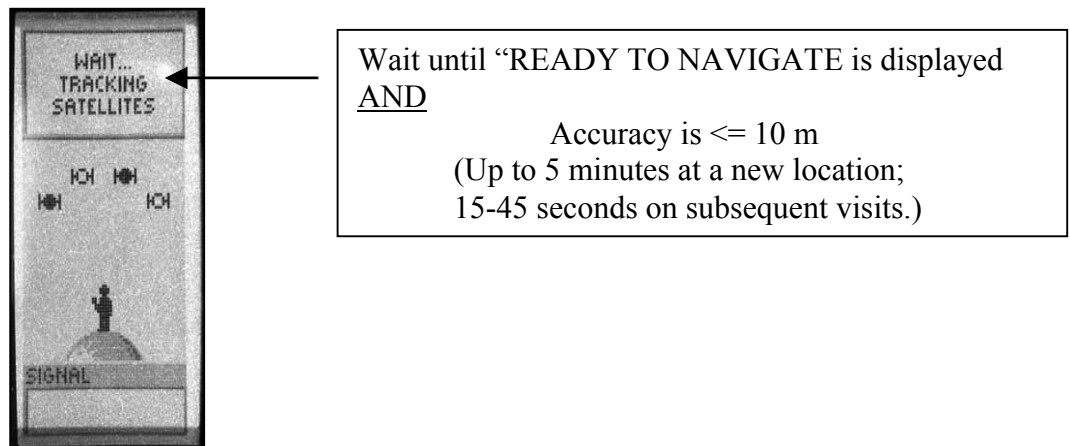 WAIT...
TRACKING
SATELLITES
SIGNAL
Wait until “READY TO NAVIGATE is displayed
AND
Accuracy is <= 10 m
(Up to 5 minutes at a new location;
15-45 seconds on subsequent visits.)